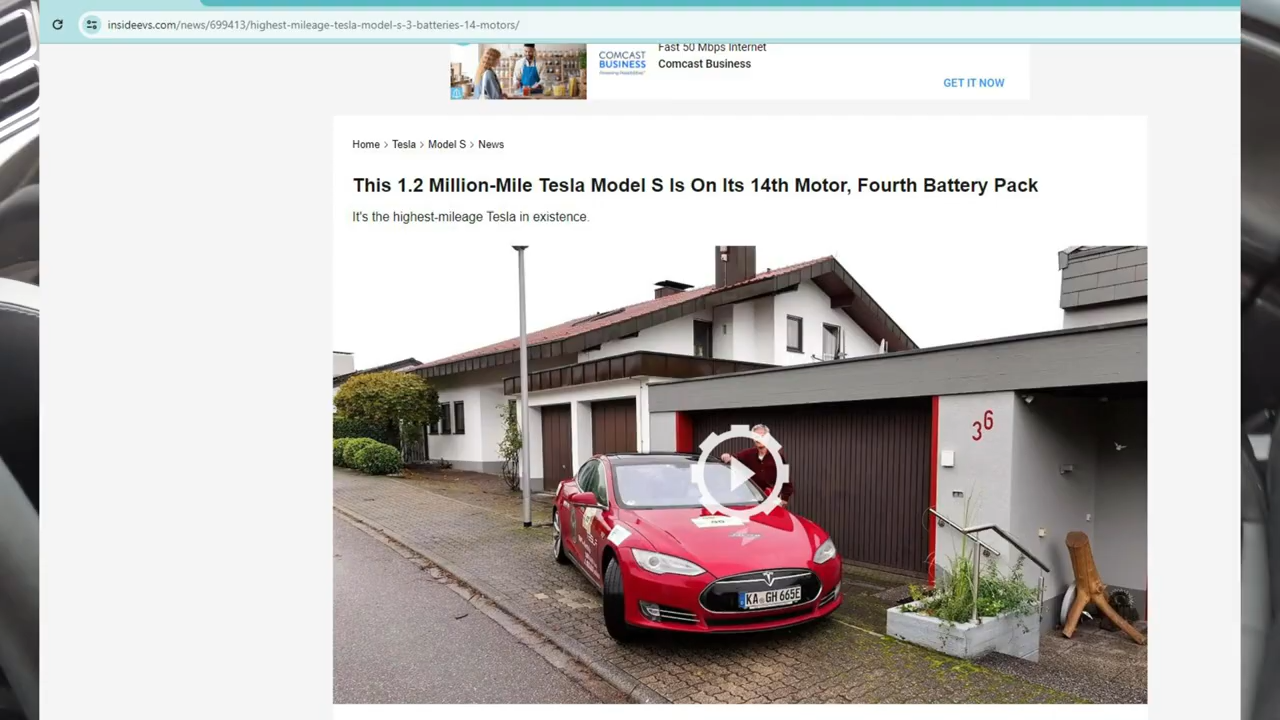 insideevs.com/news/699413/highest-mileage-tesla-model-s-3-batteries-14-motors/
Fast 50 Mbps Internet
COMCAST
BUSINESS
Comcast Business
GET IT NOW
Home > Tesla > Model S > News
This 1.2 Million-Mile Tesla Model S Is On Its 14th Motor, Fourth Battery Pack
It's the highest-mileage Tesla in existence.
36
KA GH 665E